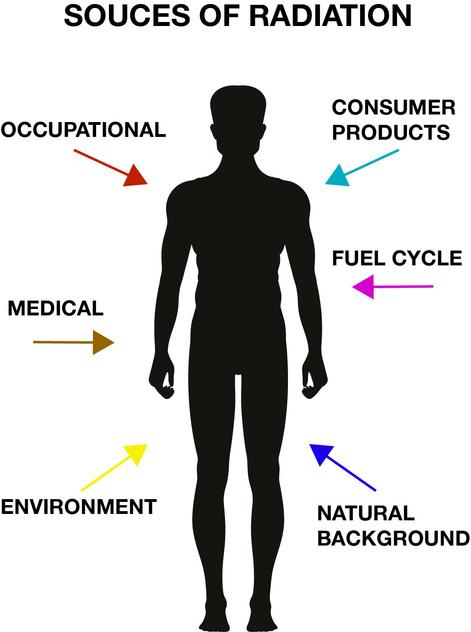 SOUCES OF RADIATION
OCCUPATIONAL
CONSUMER
PRODUCTS
FUEL CYCLE
MEDICAL
ENVIRONMENT
NATURAL
BACKGROUND